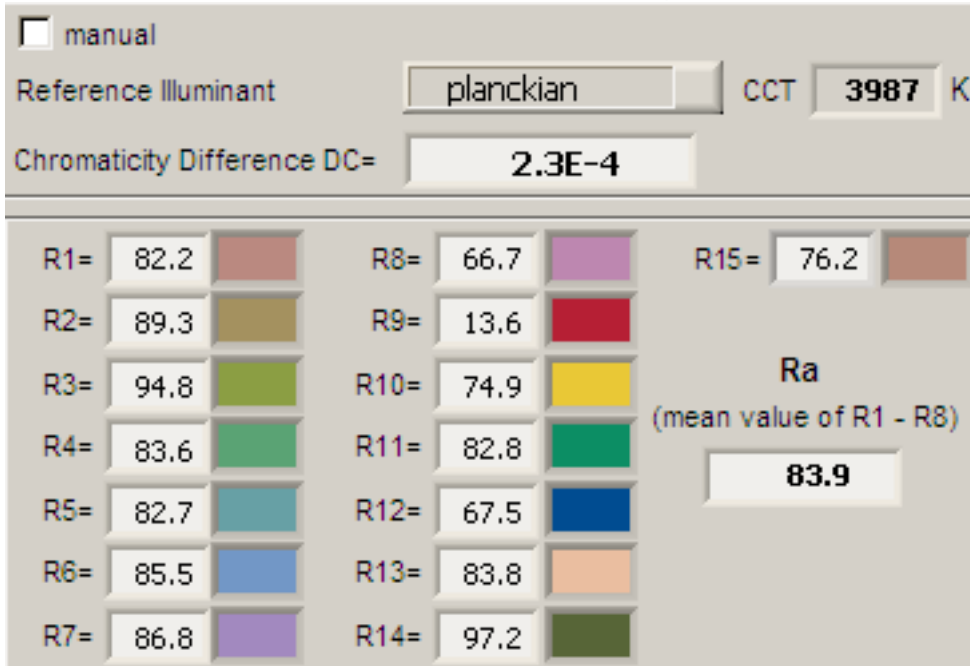 manual
Reference Illuminant planckian CCT 3987 K
Chromaticity Difference DC= 2.3E-4
R1= 82.2 R8= 66.7 R15= 76.2
R2= 89.3 R9= 13.6
R3= 94.8 R10= 74.9 Ra
(mean value of R1 - R8)
R4= 83.6 R11= 82.8
83.9
R5= 82.7 R12= 67.5
R6= 85.5 R13= 83.8
R7= 86.8 R14= 97.2